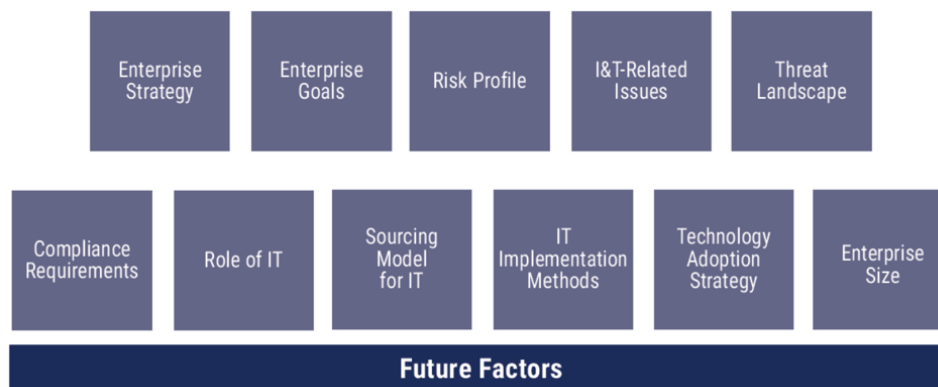 Enterprise
Strategy
Enterprise
Goals
Risk Profile
I&T-Related
Issues
Threat
Landscape
Compliance
Requirements
Role of IT
Sourcing
Model
for IT
IT
Implementation
Methods
Technology
Adoption
Strategy
Enterprise
Size
Future Factors